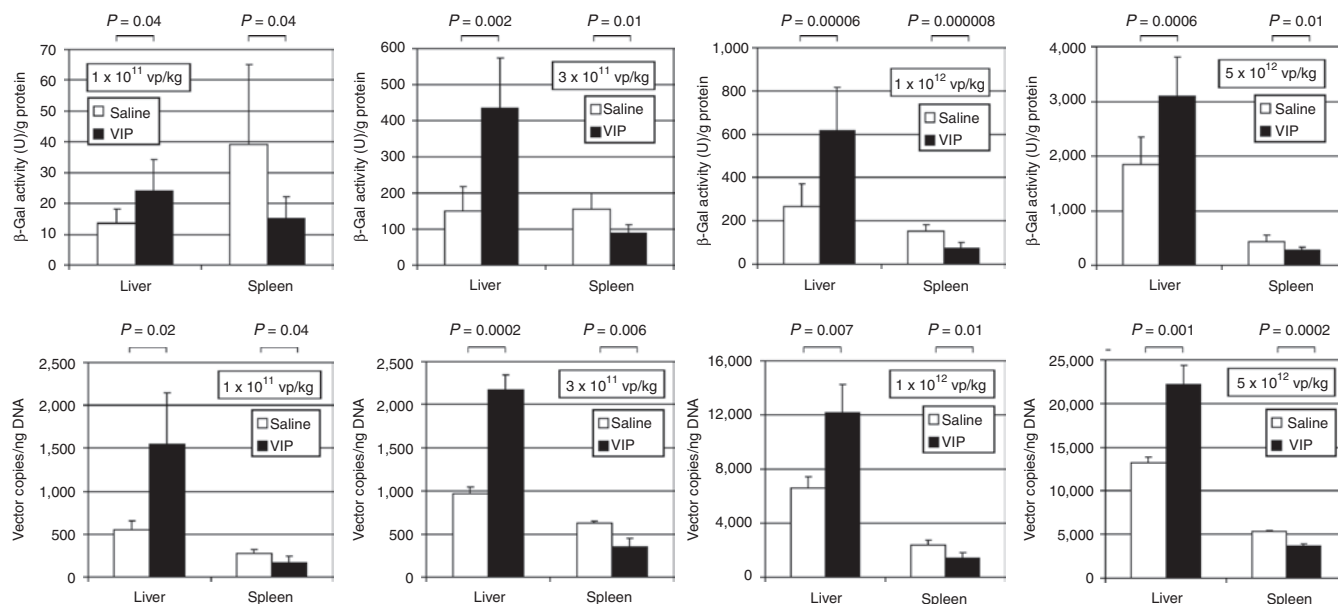 P = 0.04
P = 0.04
β-Gal activity (U)/g protein
70
60
50
40
30
20
10
0
1 x 10¹¹ vp/kg
Saline
VIP
Liver
Spleen
P = 0.002
P = 0.01
β-Gal activity (U)/g protein
600
500
400
300
200
100
0
3 x 10¹¹ vp/kg
Saline
VIP
Liver
Spleen
P = 0.00006
P = 0.000008
β-Gal activity (U)/g protein
1,000
800
600
400
200
0
1 x 10¹² vp/kg
Saline
VIP
Liver
Spleen
P = 0.0006
P = 0.01
β-Gal activity (U)/g protein
4,000
3,000
2,000
1,000
0
5 x 10¹² vp/kg
Saline
VIP
Liver
Spleen
P = 0.02
P = 0.04
Vector copies/ng DNA
2,500
2,000
1,500
1,000
500
0
1 x 10¹¹ vp/kg
Saline
VIP
Liver
Spleen
P = 0.0002
P = 0.006
Vector copies/ng DNA
2,500
2,000
1,500
1,000
500
0
3 x 10¹¹ vp/kg
Saline
VIP
Liver
Spleen
P = 0.007
P = 0.01
Vector copies/ng DNA
16,000
12,000
8,000
4,000
0
1 x 10¹² vp/kg
Saline
VIP
Liver
Spleen
P = 0.001
P = 0.0002
Vector copies/ng DNA
25,000
20,000
15,000
10,000
5,000
0
5 x 10¹² vp/kg
Saline
VIP
Liver
Spleen